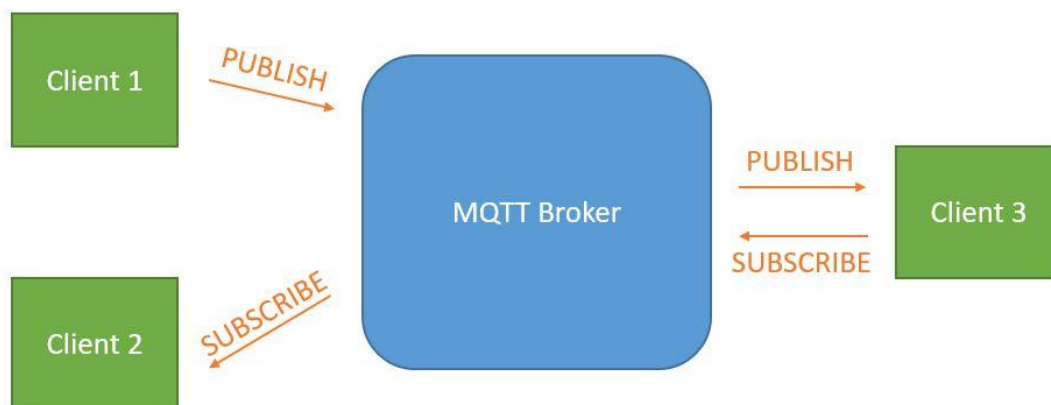 Client 1
PUBLISH
MQTT Broker
PUBLISH
Client 3
SUBSCRIBE
SUBSCRIBE
Client 2